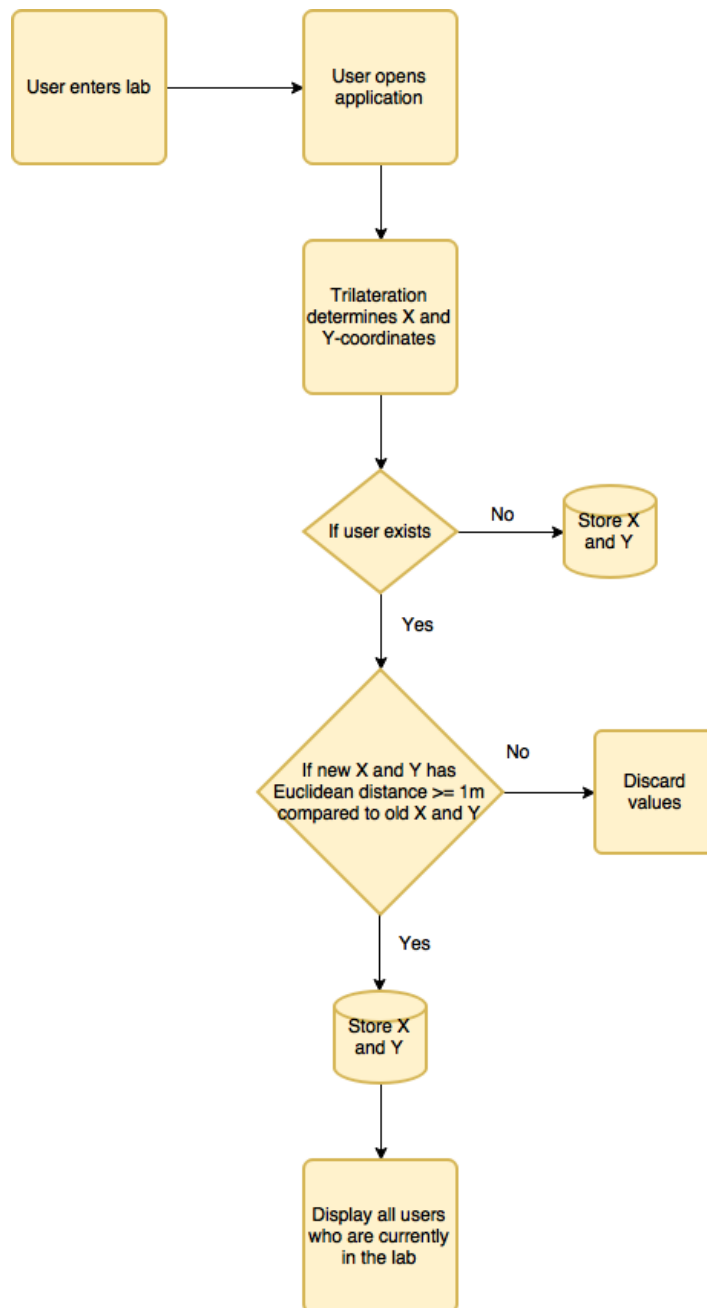 User enters lab
User opens
application
Trilateration
determines X and
Y-coordinates
If user exists
No
Store X
and Y
Yes
If new X and Y has
Euclidean distance >= 1m
compared to old X and Y
No
Discard
values
Yes
Store X
and Y
Display all users
who are currently
in the lab